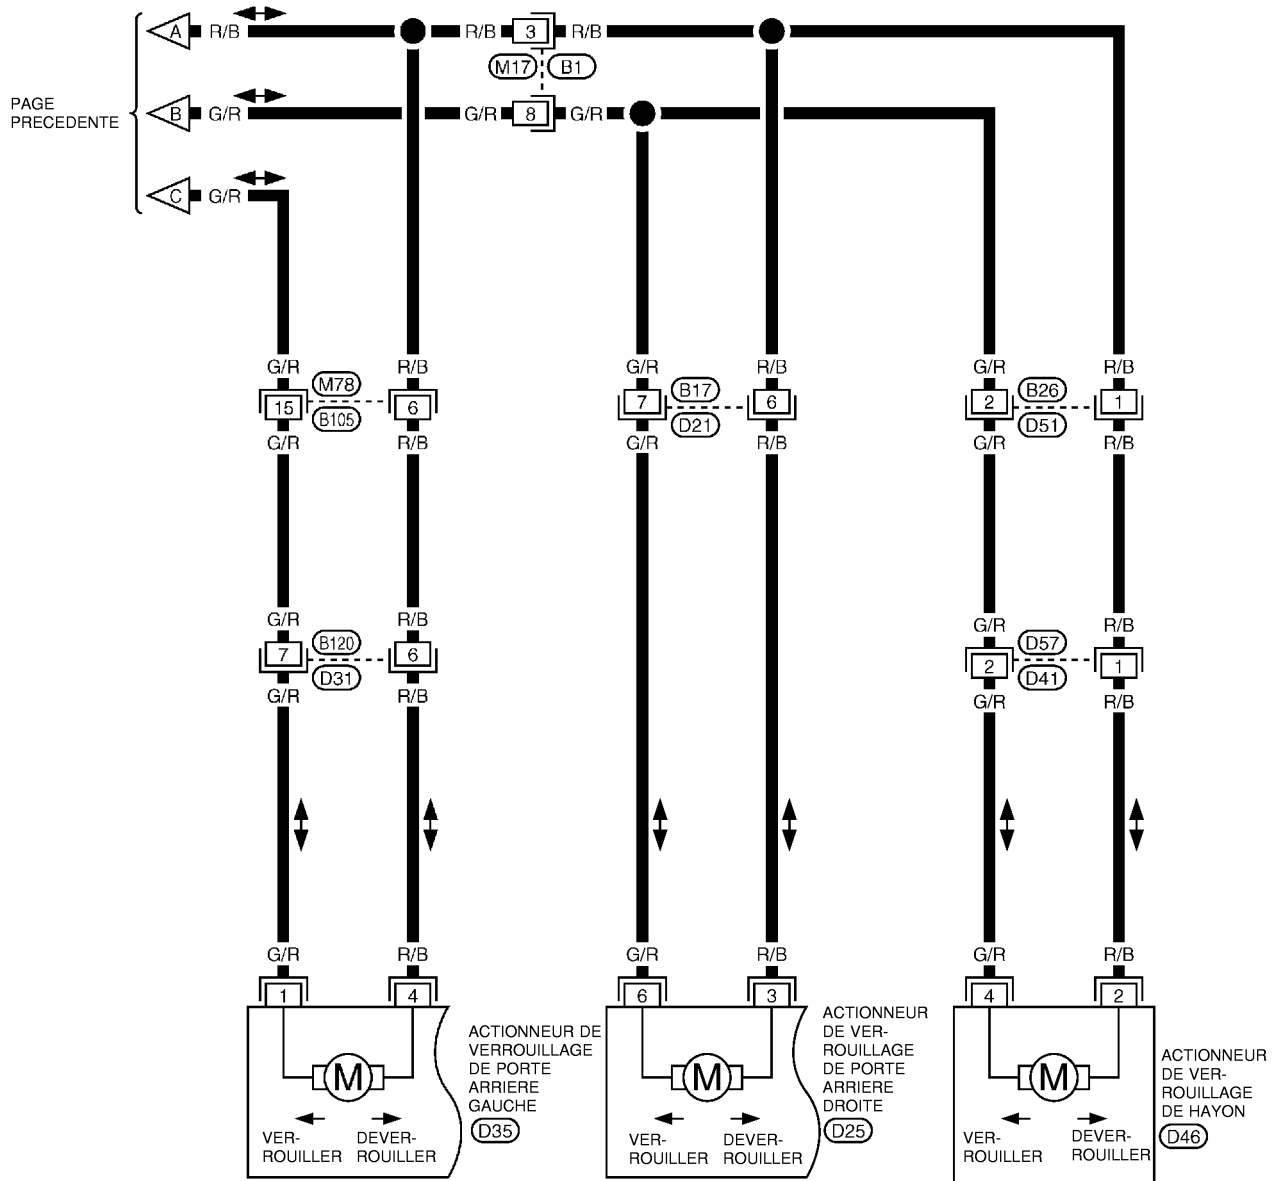 A R/B R/B 3 R/B
M17 B1
PAGE
PRECEDENTE
B G/R G/R 8 G/R
C G/R
G/R R/B G/R R/B G/R R/B
M78 B17 B26
15 6 7 6 2 1
B105 D21 D51
G/R R/B G/R R/B G/R R/B
G/R R/B G/R R/B
B120 D57
7 6 2 1
D31 D41
G/R R/B G/R R/B
G/R R/B G/R R/B G/R R/B
1 4 6 3 4 2
M M M
ACTIONNEUR DE
VERROUILLAGE
DE PORTE
ARRIERE
GAUCHE
D35
ACTIONNEUR
DE VER-
ROUILLAGE
DE PORTE
ARRIERE
DROITE
D25
ACTIONNEUR
DE VER-
ROUILLAGE
DE HAYON
D46
VER-
ROUILLER
DEVER-
ROUILLER
VER-
ROUILLER
DEVER-
ROUILLER
VER-
ROUILLER
DEVER-
ROUILLER